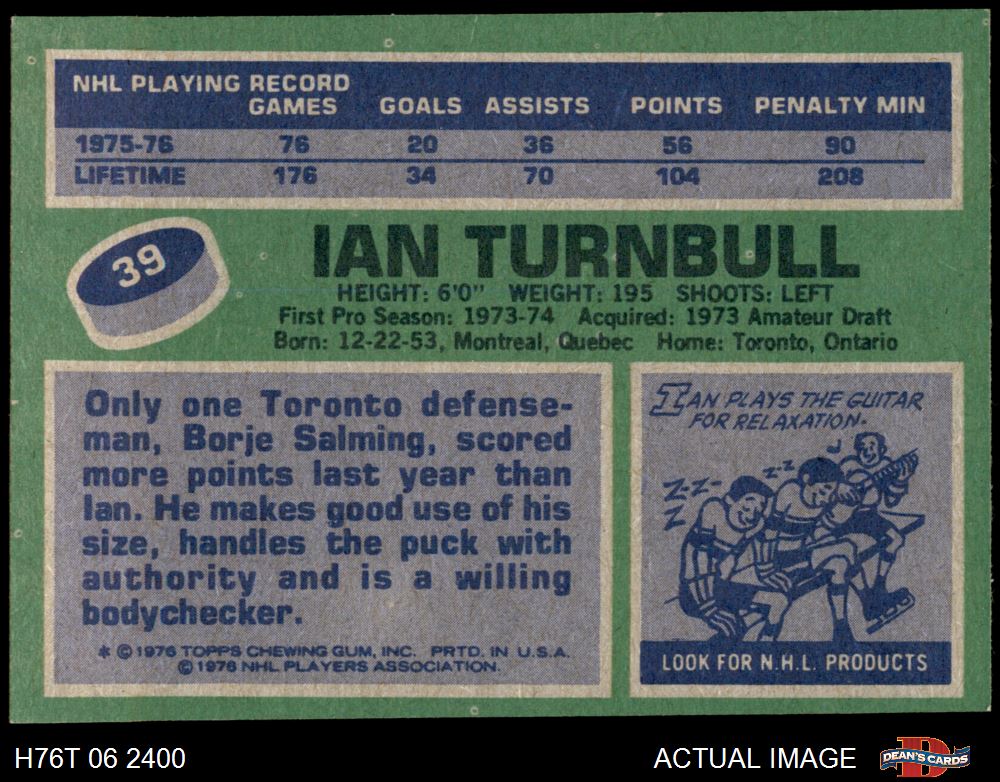 NHL PLAYING RECORD
GAMES GOALS ASSISTS POINTS PENALTY MIN
1975-76 76 20 36 56 90
LIFETIME 176 34 70 104 208
39
IAN TURNBULL
HEIGHT: 6'0" WEIGHT: 195 SHOOTS: LEFT
First Pro Season: 1973-74 Acquired: 1973 Amateur Draft
Born: 12-22-53, Montreal, Quebec Home: Toronto, Ontario
Only one Toronto defense-
man, Borje Salming, scored
more points last year than
Ian. He makes good use of his
size, handles the puck with
authority and is a willing
bodychecker.
* © 1976 TOPPS CHEWING GUM, INC. PRTD. IN U.S.A.
© 1976 NHL PLAYERS ASSOCIATION.
IAN PLAYS THE GUITAR
FOR RELAXATION.
Z-Z
Z-Z-
Z
Z
LOOK FOR N.H.L. PRODUCTS
H76T 06 2400
ACTUAL IMAGE
D
DEAN'S CARDS